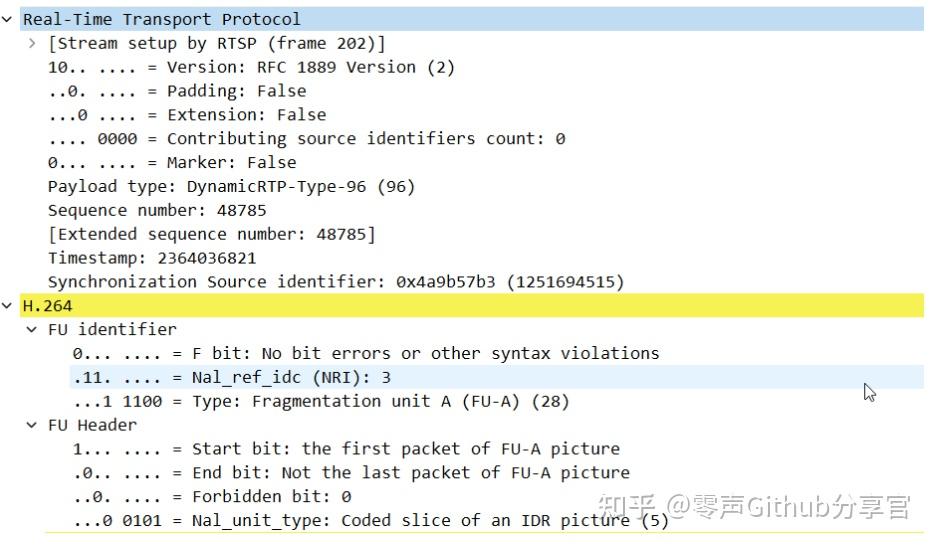 Real-Time Transport Protocol
[Stream setup by RTSP (frame 202)]
10.. .... = Version: RFC 1889 Version (2)
..0. .... = Padding: False
...0 .... = Extension: False
.... 0000 = Contributing source identifiers count: 0
0... .... = Marker: False
Payload type: DynamicRTP-Type-96 (96)
Sequence number: 48785
[Extended sequence number: 48785]
Timestamp: 2364036821
Synchronization Source identifier: 0x4a9b57b3 (1251694515)
H.264
FU identifier
0... .... = F bit: No bit errors or other syntax violations
.11. .... = Nal_ref_idc (NRI): 3
...1 1100 = Type: Fragmentation unit A (FU-A) (28)
FU Header
1... .... = Start bit: the first packet of FU-A picture
.0.. .... = End bit: Not the last packet of FU-A picture
..0. .... = Forbidden bit: 0
...0 0101 = Nal_unit_type: Coded slice of an IDR picture (5)
知乎 @零声Github分享官